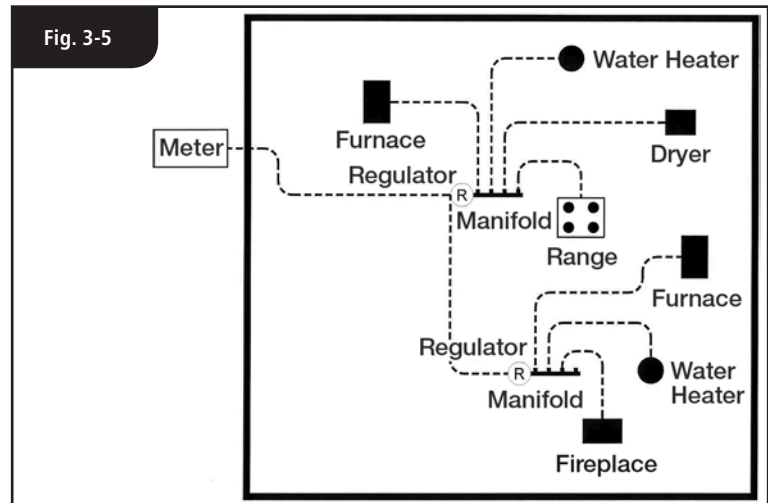 Fig. 3-5
Water Heater
Furnace
Dryer
Meter
Regulator
R
Manifold
Range
Furnace
Regulator
R
Water
Heater
Manifold
Fireplace